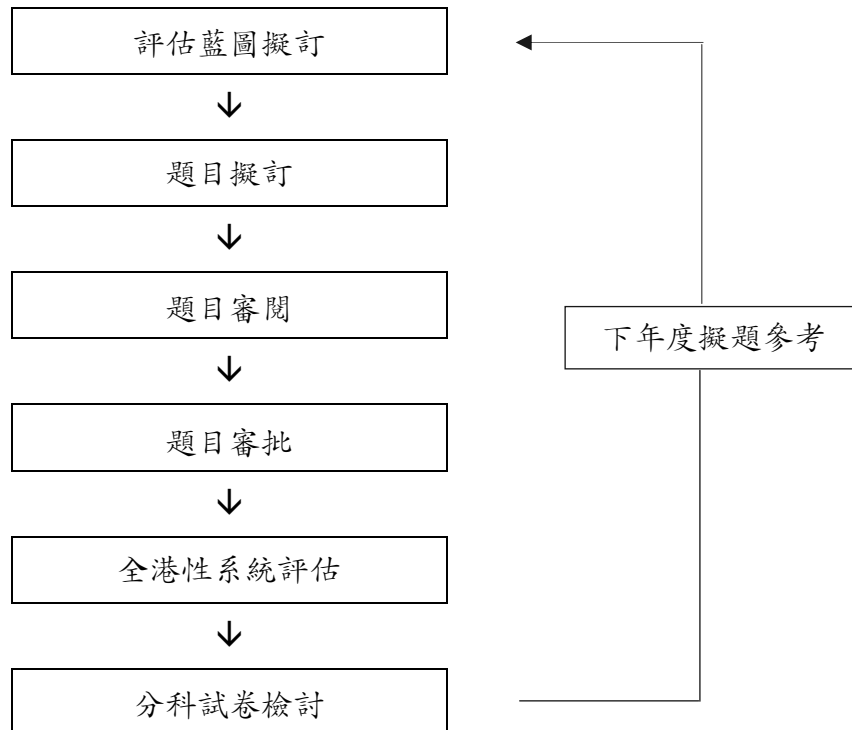 評估藍圖擬訂
題目擬訂
題目審閱
題目審批
全港性系統評估
分科試卷檢討
下年度擬題參考